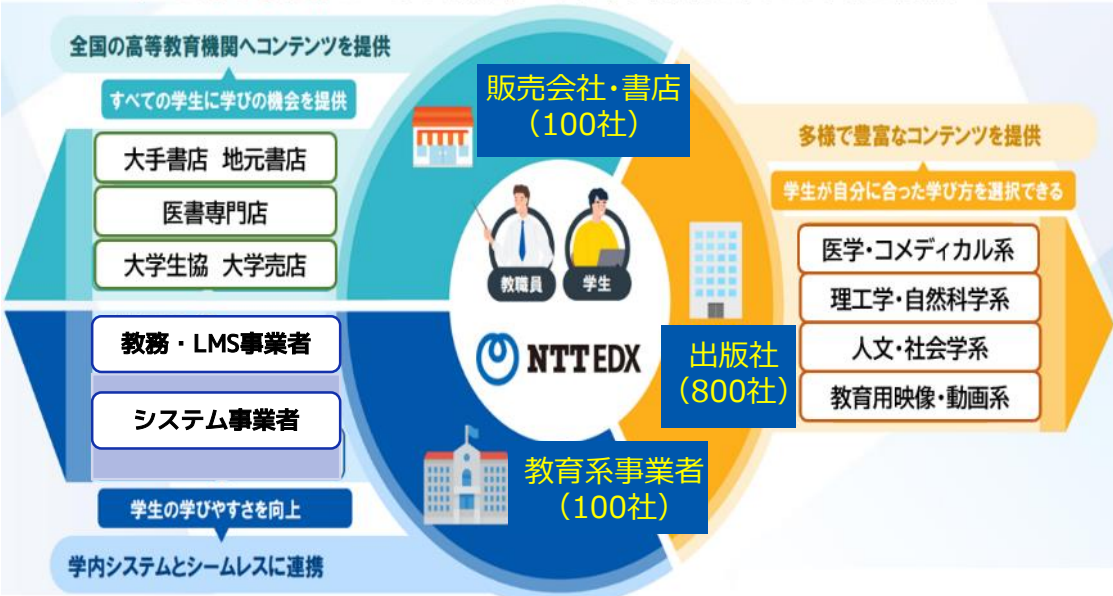 全国の高等教育機関へコンテンツを提供
すべての学生に学びの機会を提供
大手書店 地元書店
医書専門店
大学生協 大学売店
教務・LMS事業者
システム事業者
学生の学びやすさを向上
学内システムとシームレスに連携
販売会社・書店
（100社）
教職員
学生
NTT EDX
出版社
（800社）
教育系事業者
（100社）
多様で豊富なコンテンツを提供
学生が自分に合った学び方を選択できる
医学・コメディカル系
理工学・自然科学系
人文・社会学系
教育用映像・動画系